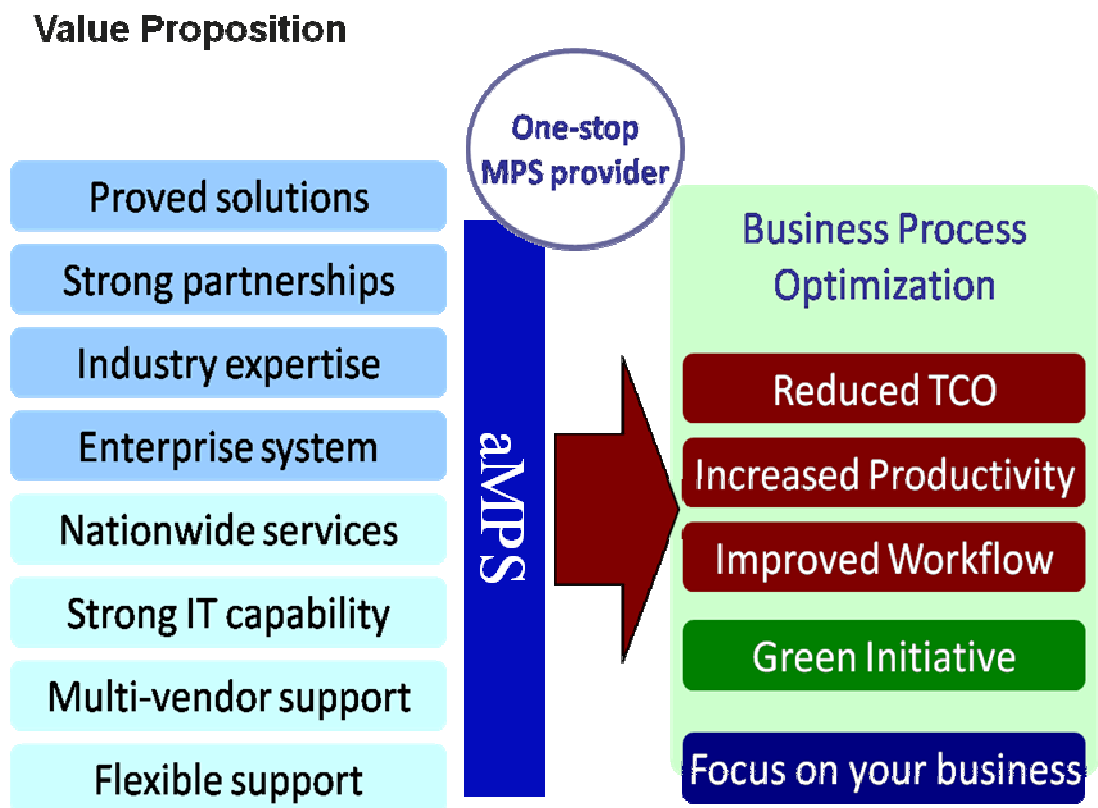 Value Proposition
One-stop
MPS provider
Proved solutions
Strong partnerships
Industry expertise
Enterprise system
Nationwide services
Strong IT capability
Multi-vendor support
Flexible support
aMPS
Business Process
Optimization
Reduced TCO
Increased Productivity
Improved Workflow
Green Initiative
Focus on your business